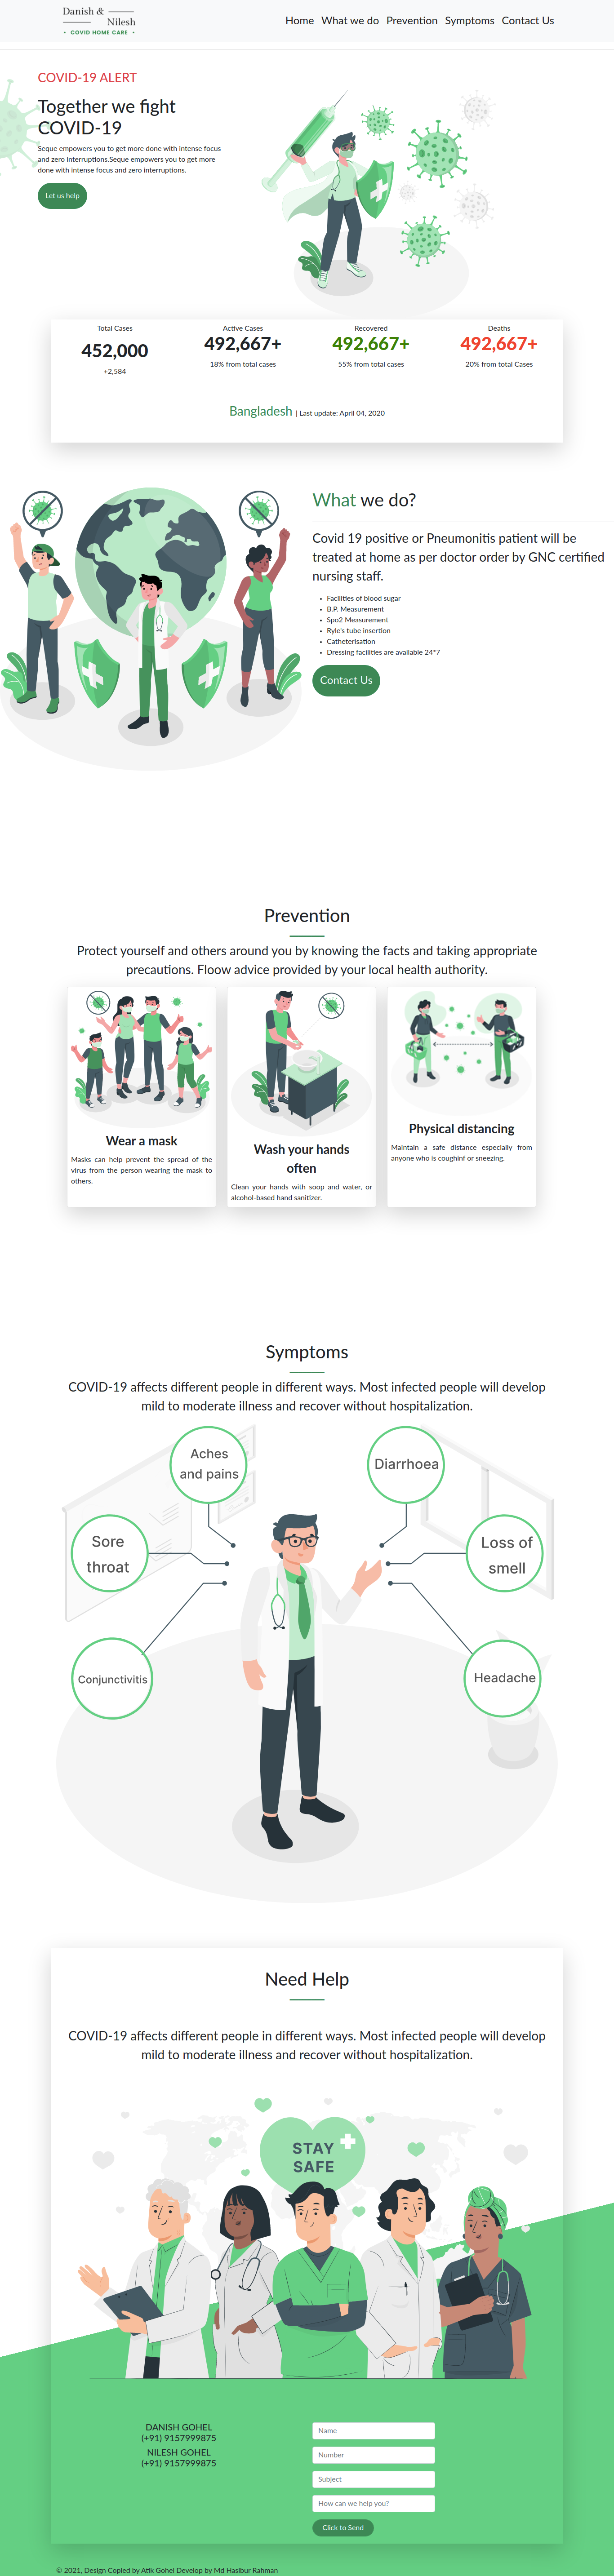 Danish &
Nilesh
• COVID HOME CARE •
Home What we do Prevention Symptoms Contact Us
COVID-19 ALERT
Together we fight
COVID-19
Seque empowers you to get more done with intense focus
and zero interruptions.Seque empowers you to get more
done with intense focus and zero interruptions.
Let us help
Total Cases
452,000
+2,584
Active Cases
492,667+
18% from total cases
Recovered
492,667+
55% from total cases
Deaths
492,667+
20% from total Cases
Bangladesh | Last update: April 04, 2020
What we do?
Covid 19 positive or Pneumonitis patient will be
treated at home as per doctor order by GNC certified
nursing staff.
• Facilities of blood sugar
• B.P. Measurement
• Spo2 Measurement
• Ryle's tube insertion
• Catheterisation
• Dressing facilities are available 24*7
Contact Us
Prevention
Protect yourself and others around you by knowing the facts and taking appropriate
precautions. Floow advice provided by your local health authority.
Wear a mask
Masks can help prevent the spread of the
virus from the person wearing the mask to
others.
Wash your hands
often
Clean your hands with soop and water, or
alcohol-based hand sanitizer.
Physical distancing
Maintain a safe distance especially from
anyone who is coughinf or sneezing.
Symptoms
COVID-19 affects different people in different ways. Most infected people will develop
mild to moderate illness and recover without hospitalization.
Aches
and pains
Diarrhoea
Sore
throat
Loss of
smell
Conjunctivitis
Headache
Need Help
COVID-19 affects different people in different ways. Most infected people will develop
mild to moderate illness and recover without hospitalization.
STAY
SAFE
DANISH GOHEL
(+91) 9157999875
NILESH GOHEL
(+91) 9157999875
Name
Number
Subject
How can we help you?
Click to Send
© 2021, Design Copied by Atik Gohel Develop by Md Hasibur Rahman